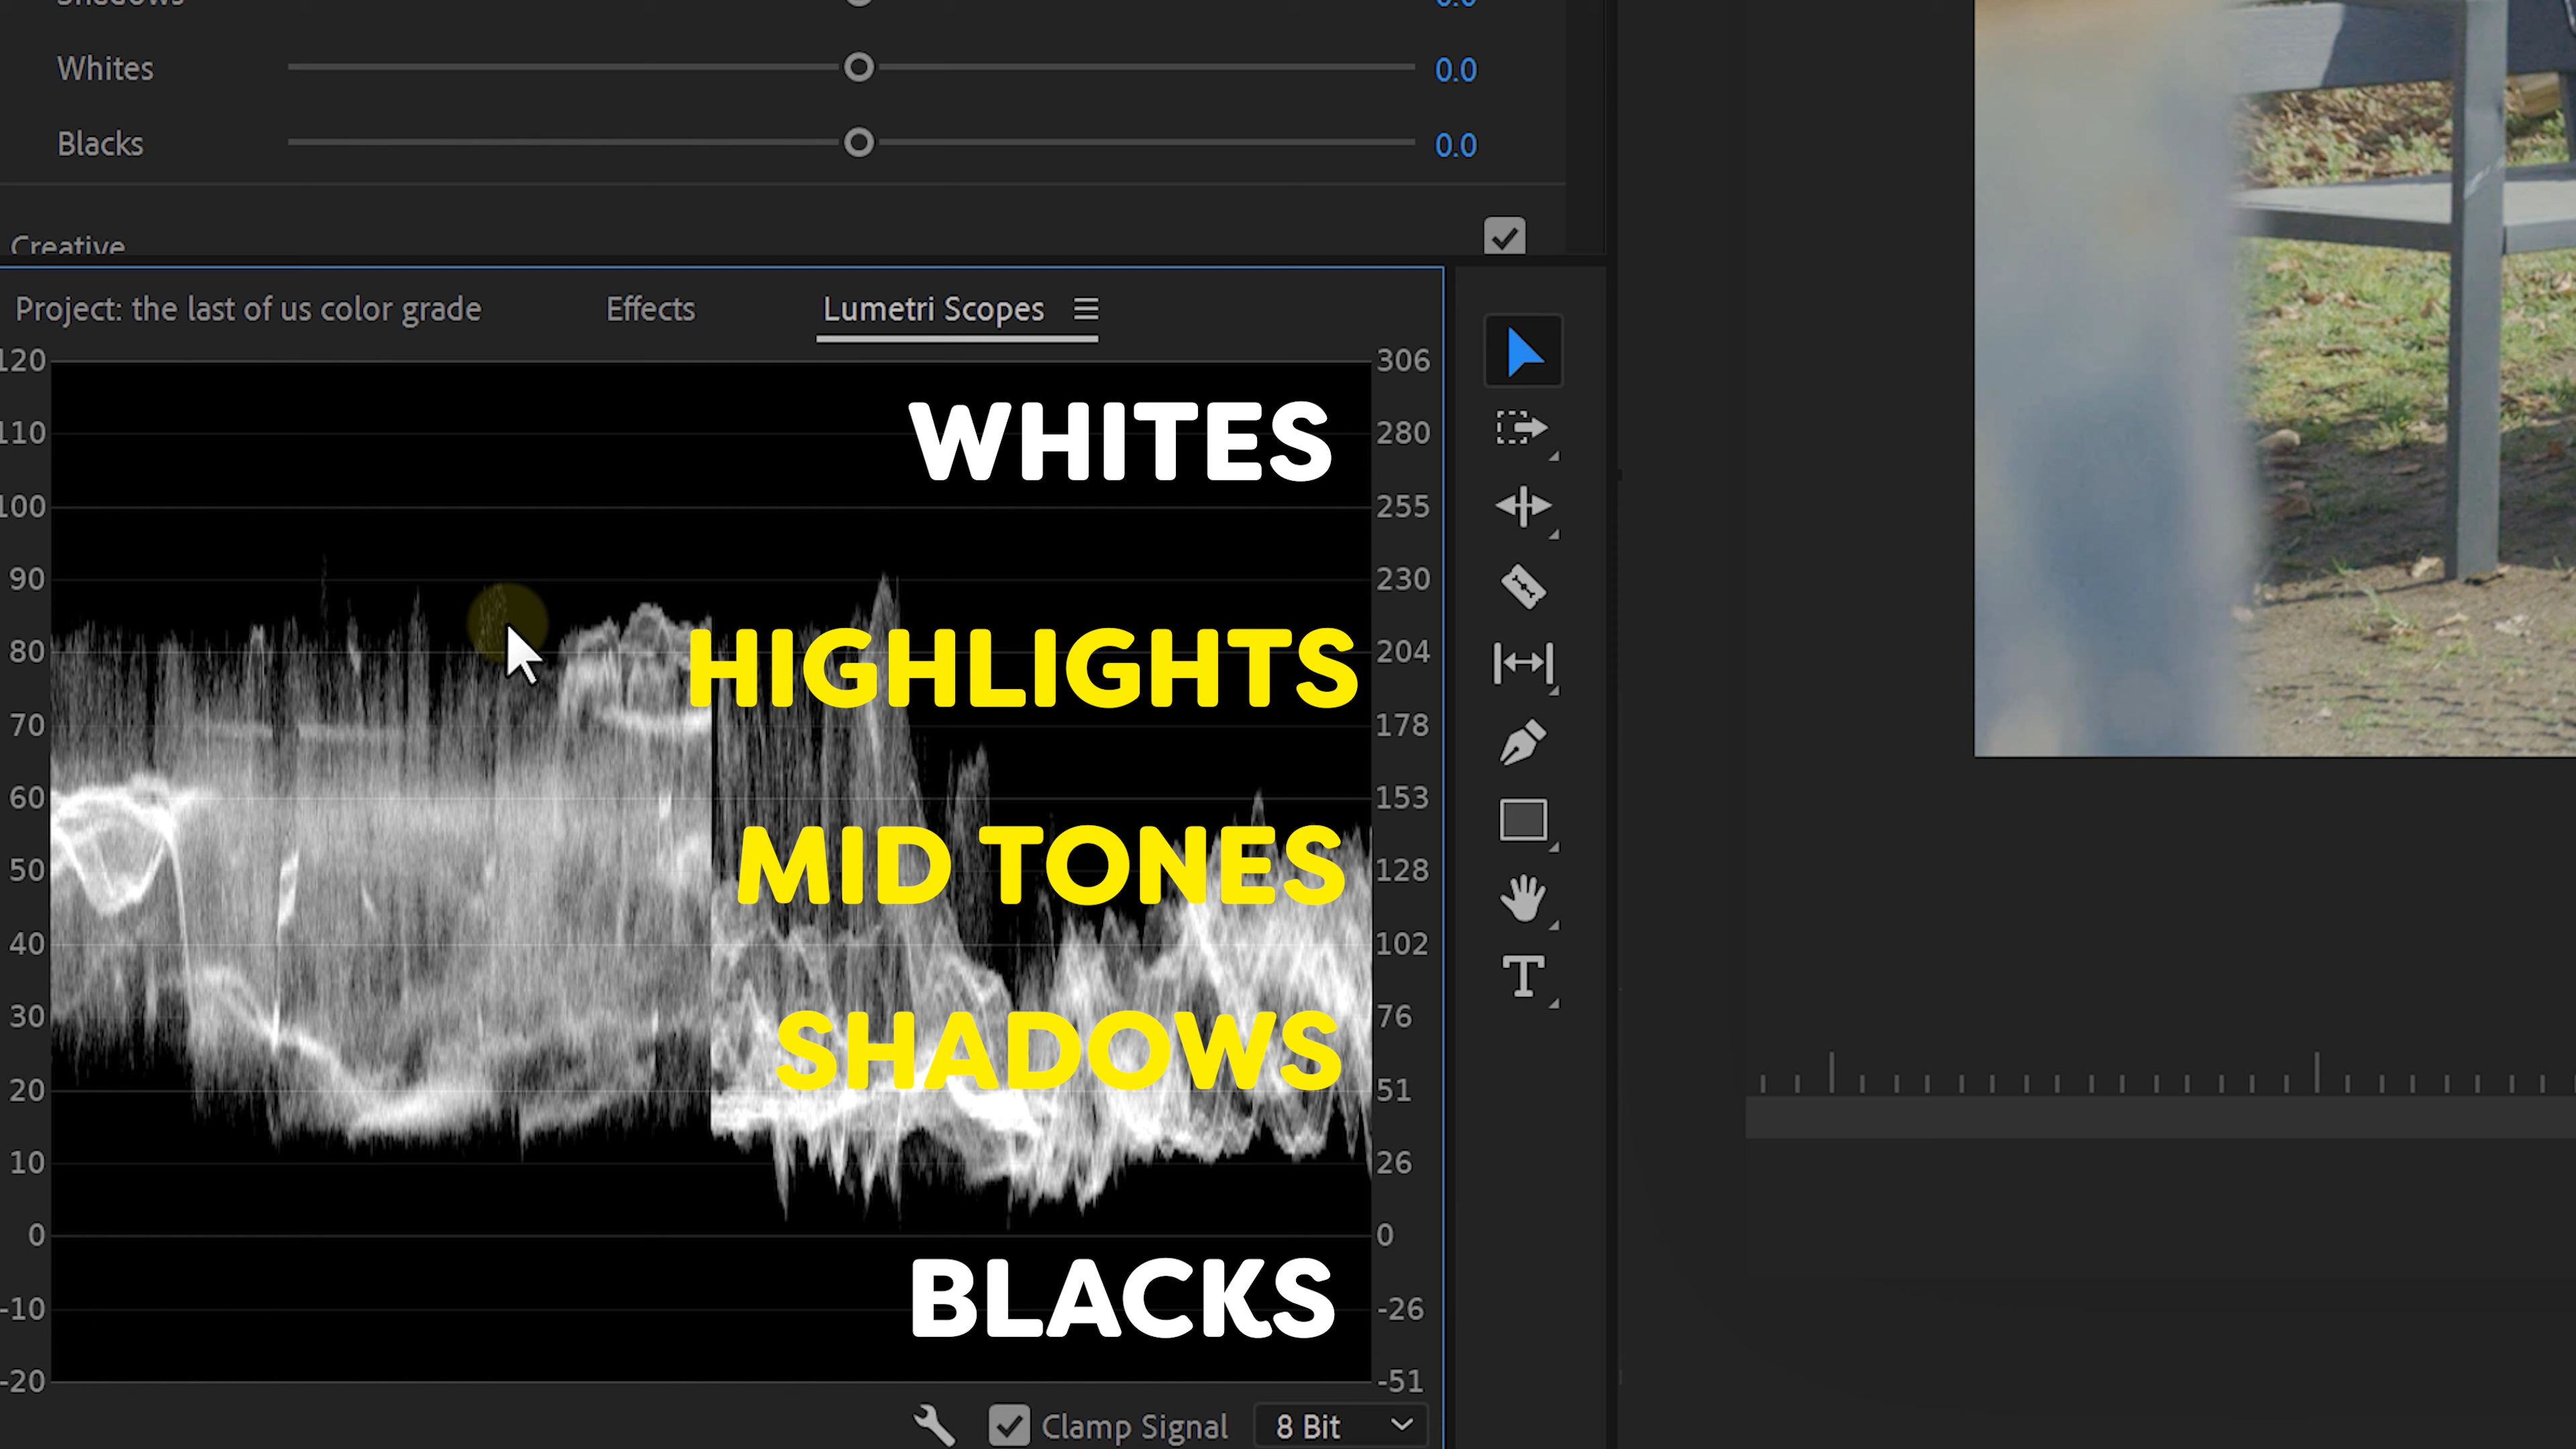 Shadows 0.0
Whites 0.0
Blacks 0.0
Creative
Project: the last of us color grade Effects Lumetri Scopes
120 306
WHITES
110 280
100 255
90 230
80 HIGHLIGHTS 204
70 178
60 153
50 MID TONES 128
40 102
30 76
SHADOWS
20 51
10 26
0 0
BLACKS
-10 -26
-20 -51
Clamp Signal 8 Bit